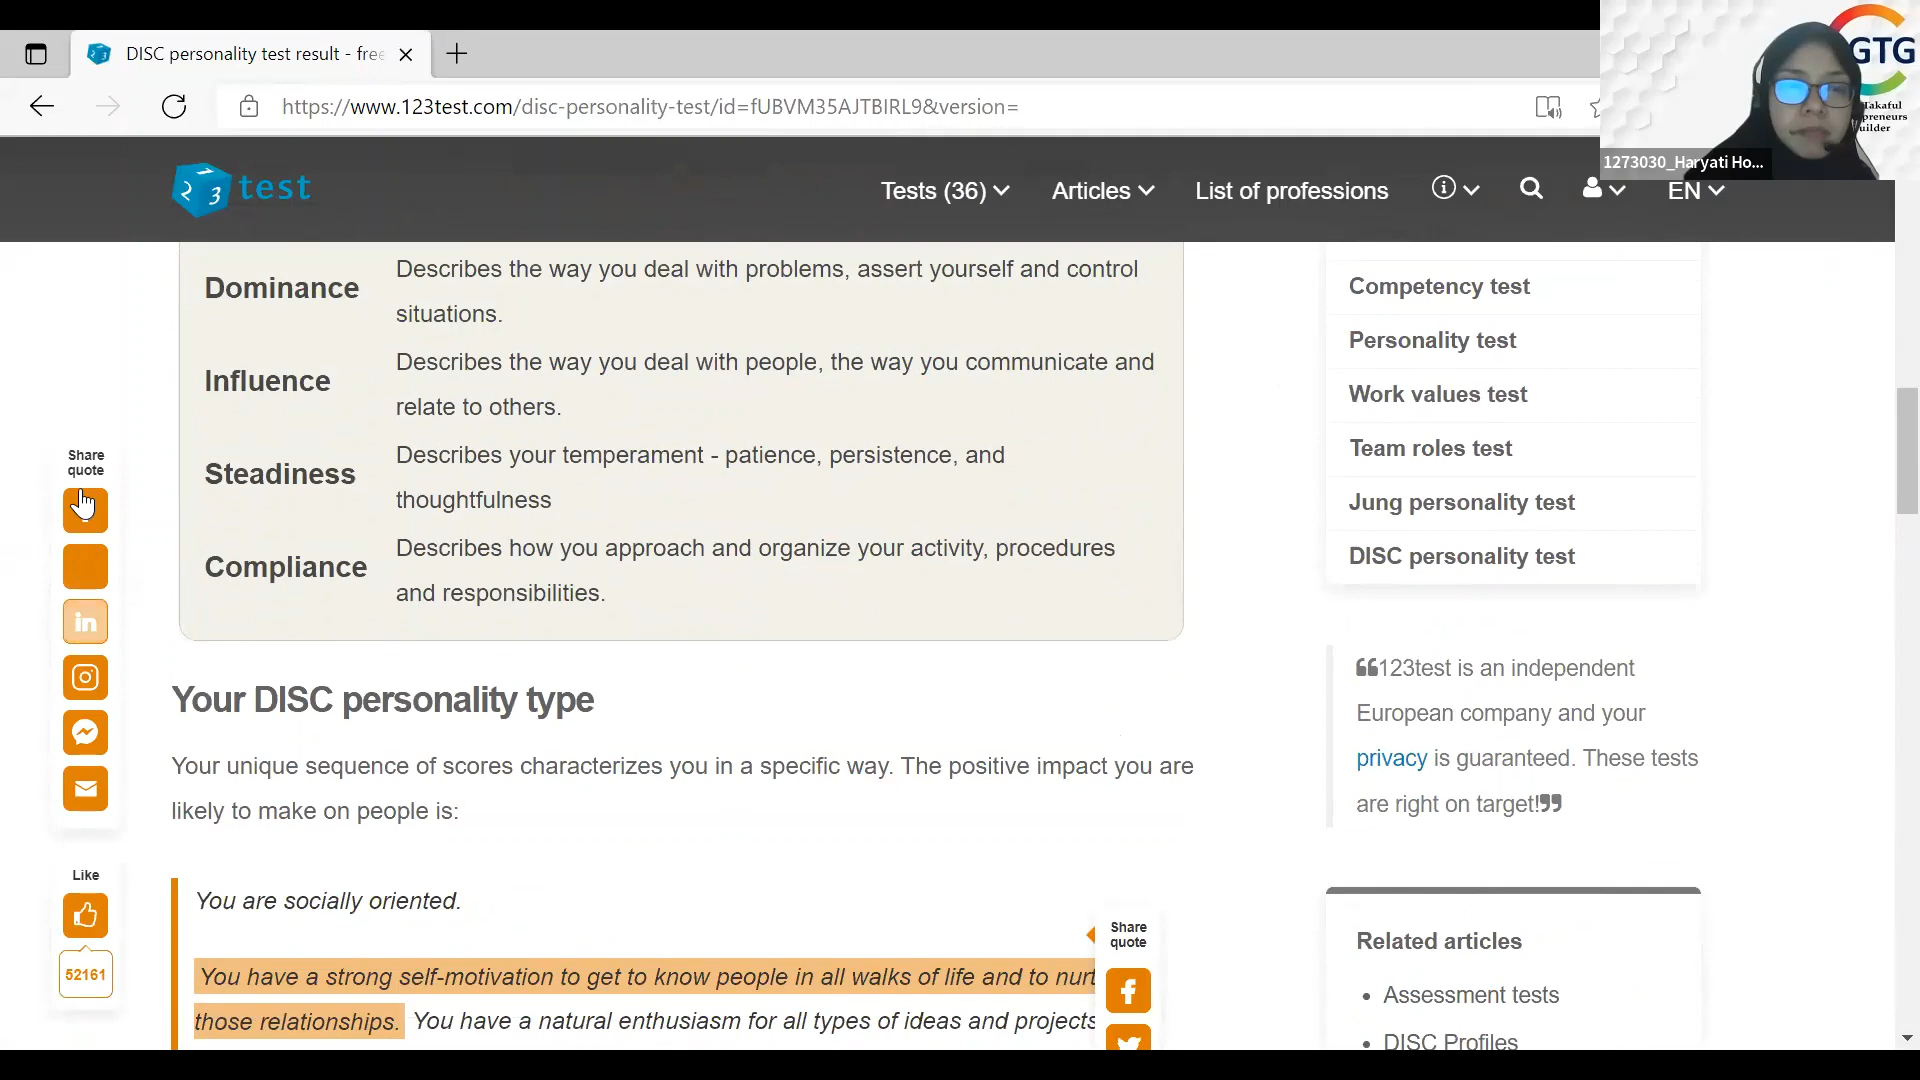 DISC personality test result - free
https://www.123test.com/disc-personality-test/id=fUBVM35AJTBIRL9&version=
GTG
Takaful
1273030_Haryati Ho...
123 test
Tests (36)
Articles
List of professions
EN
Dominance
Describes the way you deal with problems, assert yourself and control
situations.
Influence
Describes the way you deal with people, the way you communicate and
relate to others.
Steadiness
Describes your temperament - patience, persistence, and
thoughtfulness
Compliance
Describes how you approach and organize your activity, procedures
and responsibilities.
Share
quote
in
Like
52161
Your DISC personality type
Your unique sequence of scores characterizes you in a specific way. The positive impact you are
likely to make on people is:
You are socially oriented.
You have a strong self-motivation to get to know people in all walks of life and to nurt
those relationships. You have a natural enthusiasm for all types of ideas and projects
Share
quote
f
Competency test
Personality test
Work values test
Team roles test
Jung personality test
DISC personality test
❝123test is an independent
European company and your
privacy is guaranteed. These tests
are right on target!❞
Related articles
• Assessment tests
• DISC Profiles